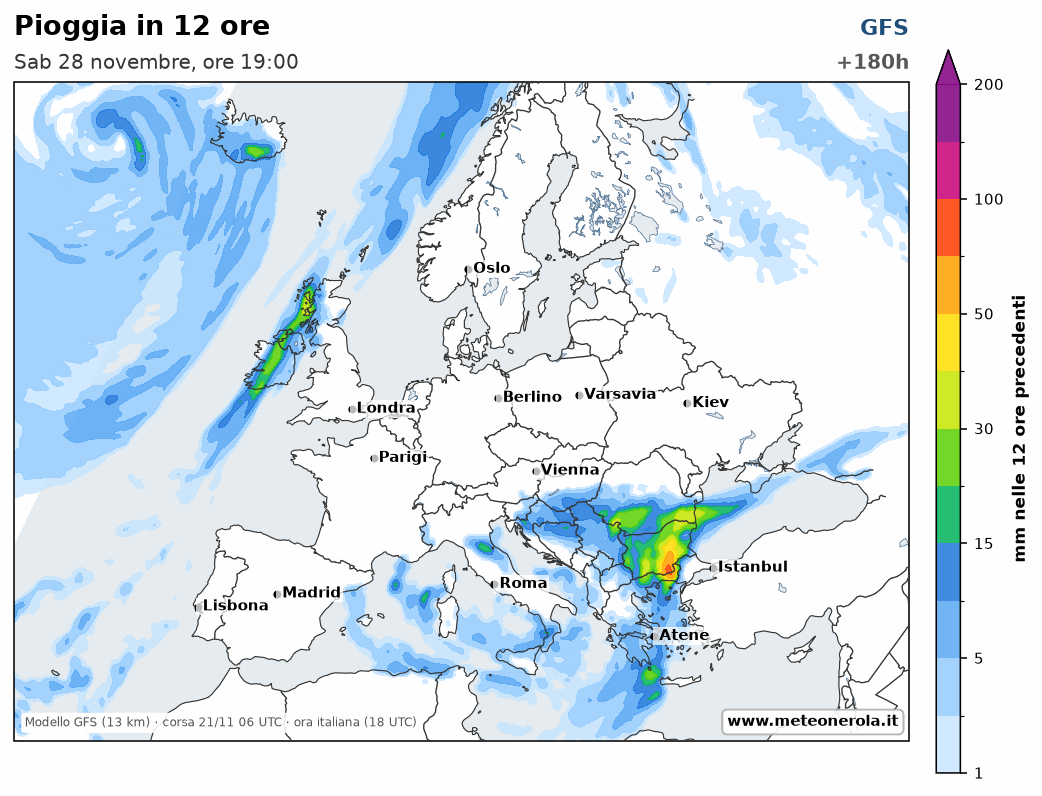 Pioggia in 12 ore
GFS
Sab 28 novembre, ore 19:00
+180h
200
100
50
30
15
5
1
mm nelle 12 ore precedenti
Oslo
Londra
Berlino
Varsavia
Kiev
Parigi
Vienna
Istanbul
Roma
Madrid
Lisbona
Atene
Modello GFS (13 km) · corsa 21/11 06 UTC · ora italiana (18 UTC)
www.meteonerola.it